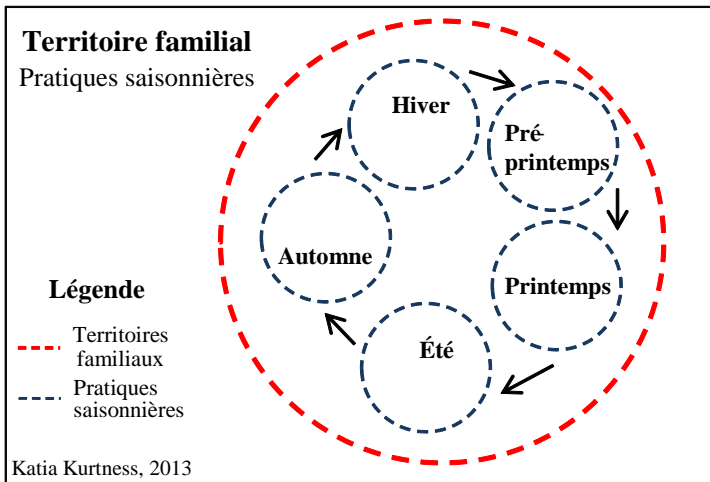 Territoire familial
Pratiques saisonnières
Hiver
Pré-
printemps
Automne
Printemps
Été
Légende
Territoires
familiaux
Pratiques
saisonnières
Katia Kurtness, 2013